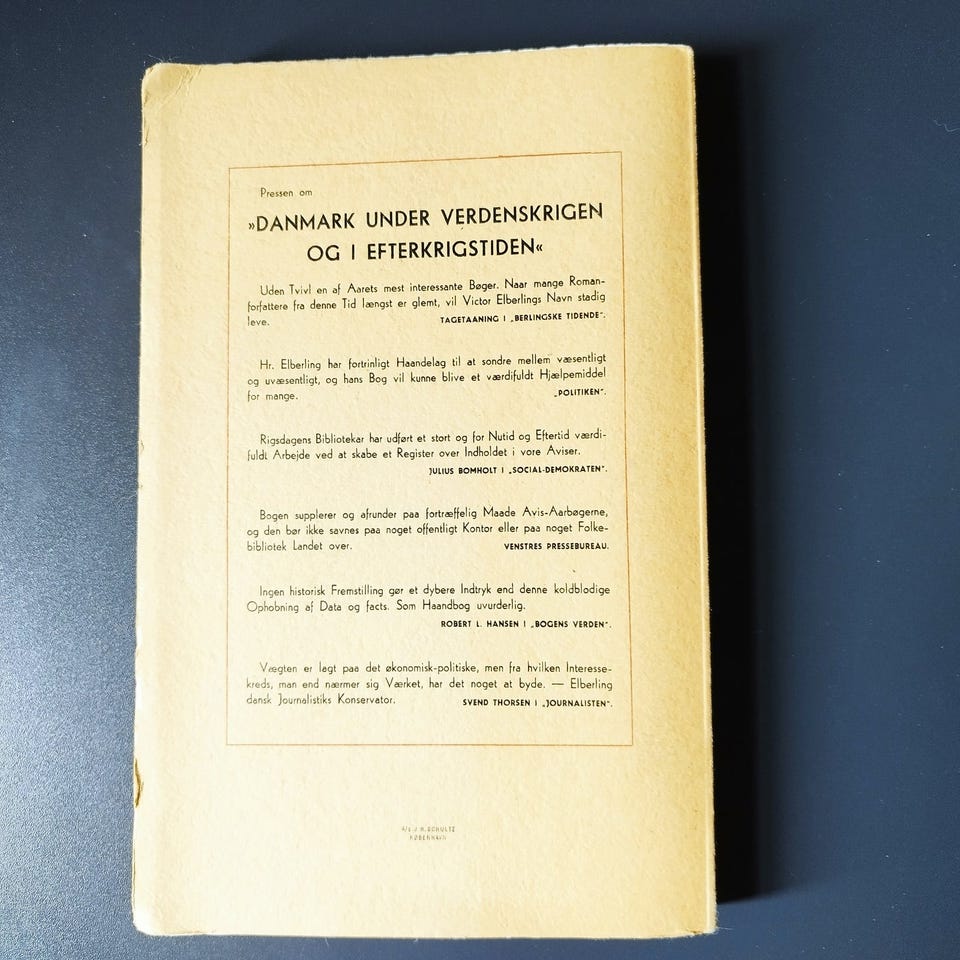 Pressen om
»DANMARK UNDER VERDENSKRIGEN
OG I EFTERKRIGSTIDEN«
Uden Tvivl en af Aarets mest interessante Bøger. Naar mange Roman-
forfattere fra denne Tid længst er glemt, vil Victor Elberlings Navn stadig
leve. TAGETAANING I „BERLINGSKE TIDENDE".
Hr. Elberling har fortrinligt Haandelag til at sondre mellem væsentligt
og uvæsentligt, og hans Bog vil kunne blive et værdifuldt Hjælpemiddel
for mange. „POLITIKEN".
Rigsdagens Bibliotekar har udført et stort og for Nutid og Eftertid værdi-
fuldt Arbejde ved at skabe et Register over Indholdet i vore Aviser.
JULIUS BOMHOLT I „SOCIAL-DEMOKRATEN".
Bogen supplerer og afrunder paa fortræffelig Maade Avis-Aarbøgerne,
og den bør ikke savnes paa noget offentligt Kontor eller paa noget Folke-
bibliotek Landet over. VENSTRES PRESSEBUREAU.
Ingen historisk Fremstilling gør et dybere Indtryk end denne koldblodige
Ophobning af Data og facts. Som Haandbog uvurderlig.
ROBERT L. HANSEN I „BOGENS VERDEN".
Vægten er lagt paa det økonomisk-politiske, men fra hvilken Interesse-
kreds, man end nærmer sig Værket, har det noget at byde. — Elberling
dansk Journalistiks Konservator. SVEND THORSEN I „JOURNALISTEN".
A/S J. H. SCHULTZ
KØBENHAVN